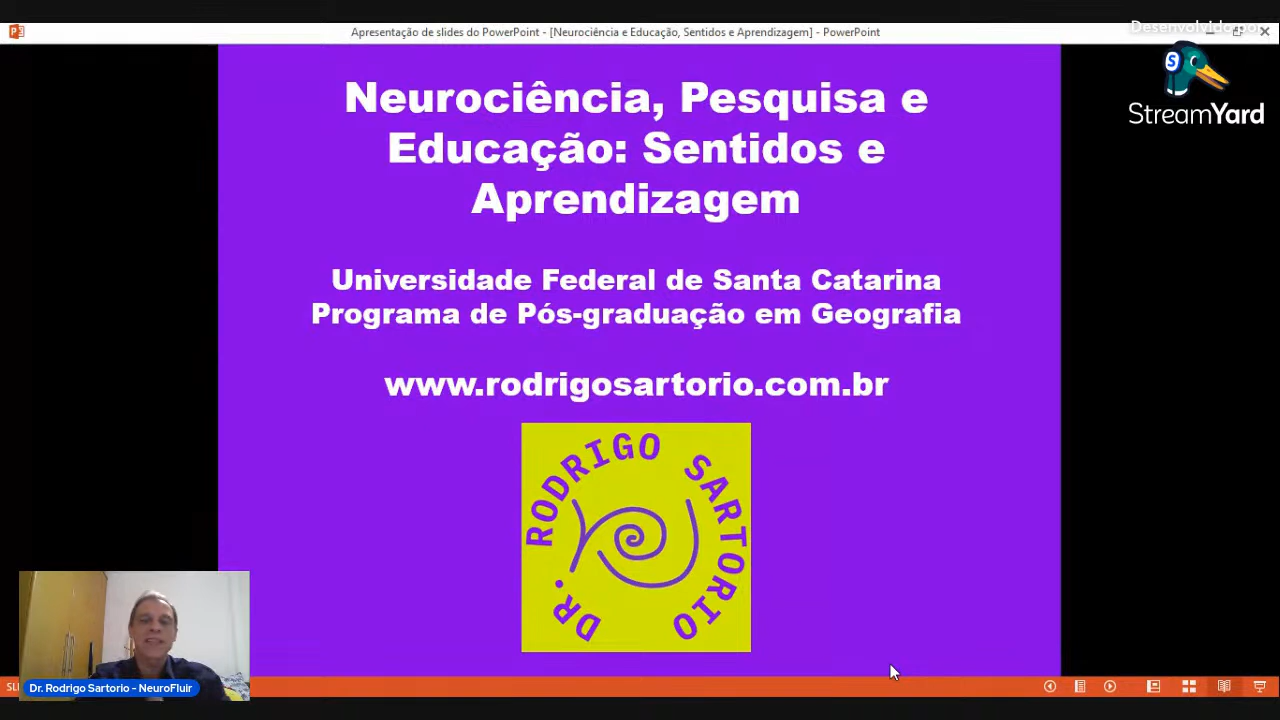 Apresentação de slides do PowerPoint - [Neurociência e Educação, Sentidos e Aprendizagem] - PowerPoint
Desenvolvido por
StreamYard
Neurociência, Pesquisa e
Educação: Sentidos e
Aprendizagem
Universidade Federal de Santa Catarina
Programa de Pós-graduação em Geografia
www.rodrigosartorio.com.br
DR. RODRIGO SARTORIO
Dr. Rodrigo Sartorio - NeuroFluir